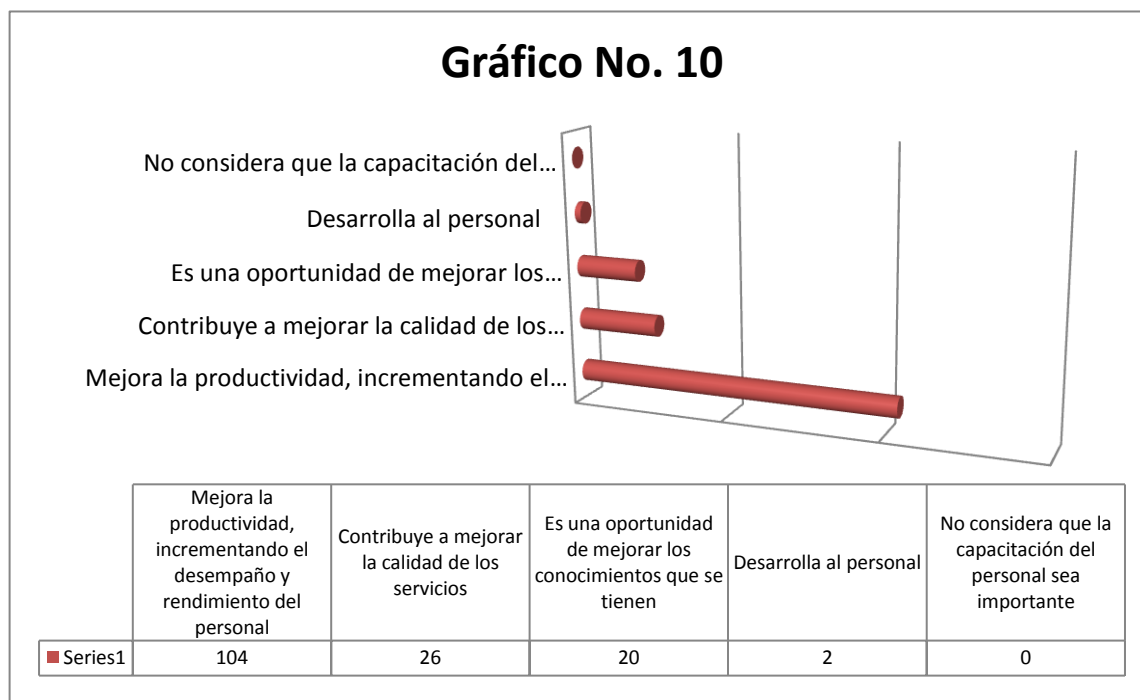 Gráfico No. 10
No considera que la capacitación del…
Desarrolla al personal
Es una oportunidad de mejorar los…
Contribuye a mejorar la calidad de los…
Mejora la productividad, incrementando el…
Mejora la
productividad,
incrementando el
desempaño y
rendimiento del
personal
Contribuye a mejorar
la calidad de los
servicios
Es una oportunidad
de mejorar los
conocimientos que se
tienen
Desarrolla al personal
No considera que la
capacitación del
personal sea
importante
Series1 104 26 20 2 0